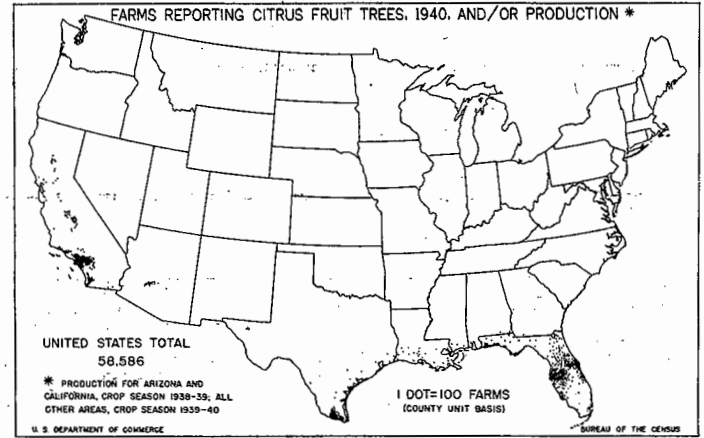 FARMS REPORTING CITRUS FRUIT TREES, 1940, AND/OR PRODUCTION *
UNITED STATES TOTAL
58,586
* PRODUCTION FOR ARIZONA AND
CALIFORNIA, CROP SEASON 1938-39; ALL
OTHER AREAS, CROP SEASON 1939-40
1 DOT=100 FARMS
(COUNTY UNIT BASIS)
U. S. DEPARTMENT OF COMMERCE
BUREAU OF THE CENSUS